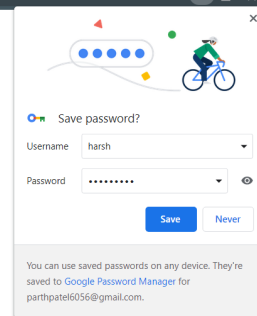 Save password?
Username harsh
Password •••••••••
Save Never
You can use saved passwords on any device. They're
saved to Google Password Manager for
parthpatel6056@gmail.com.